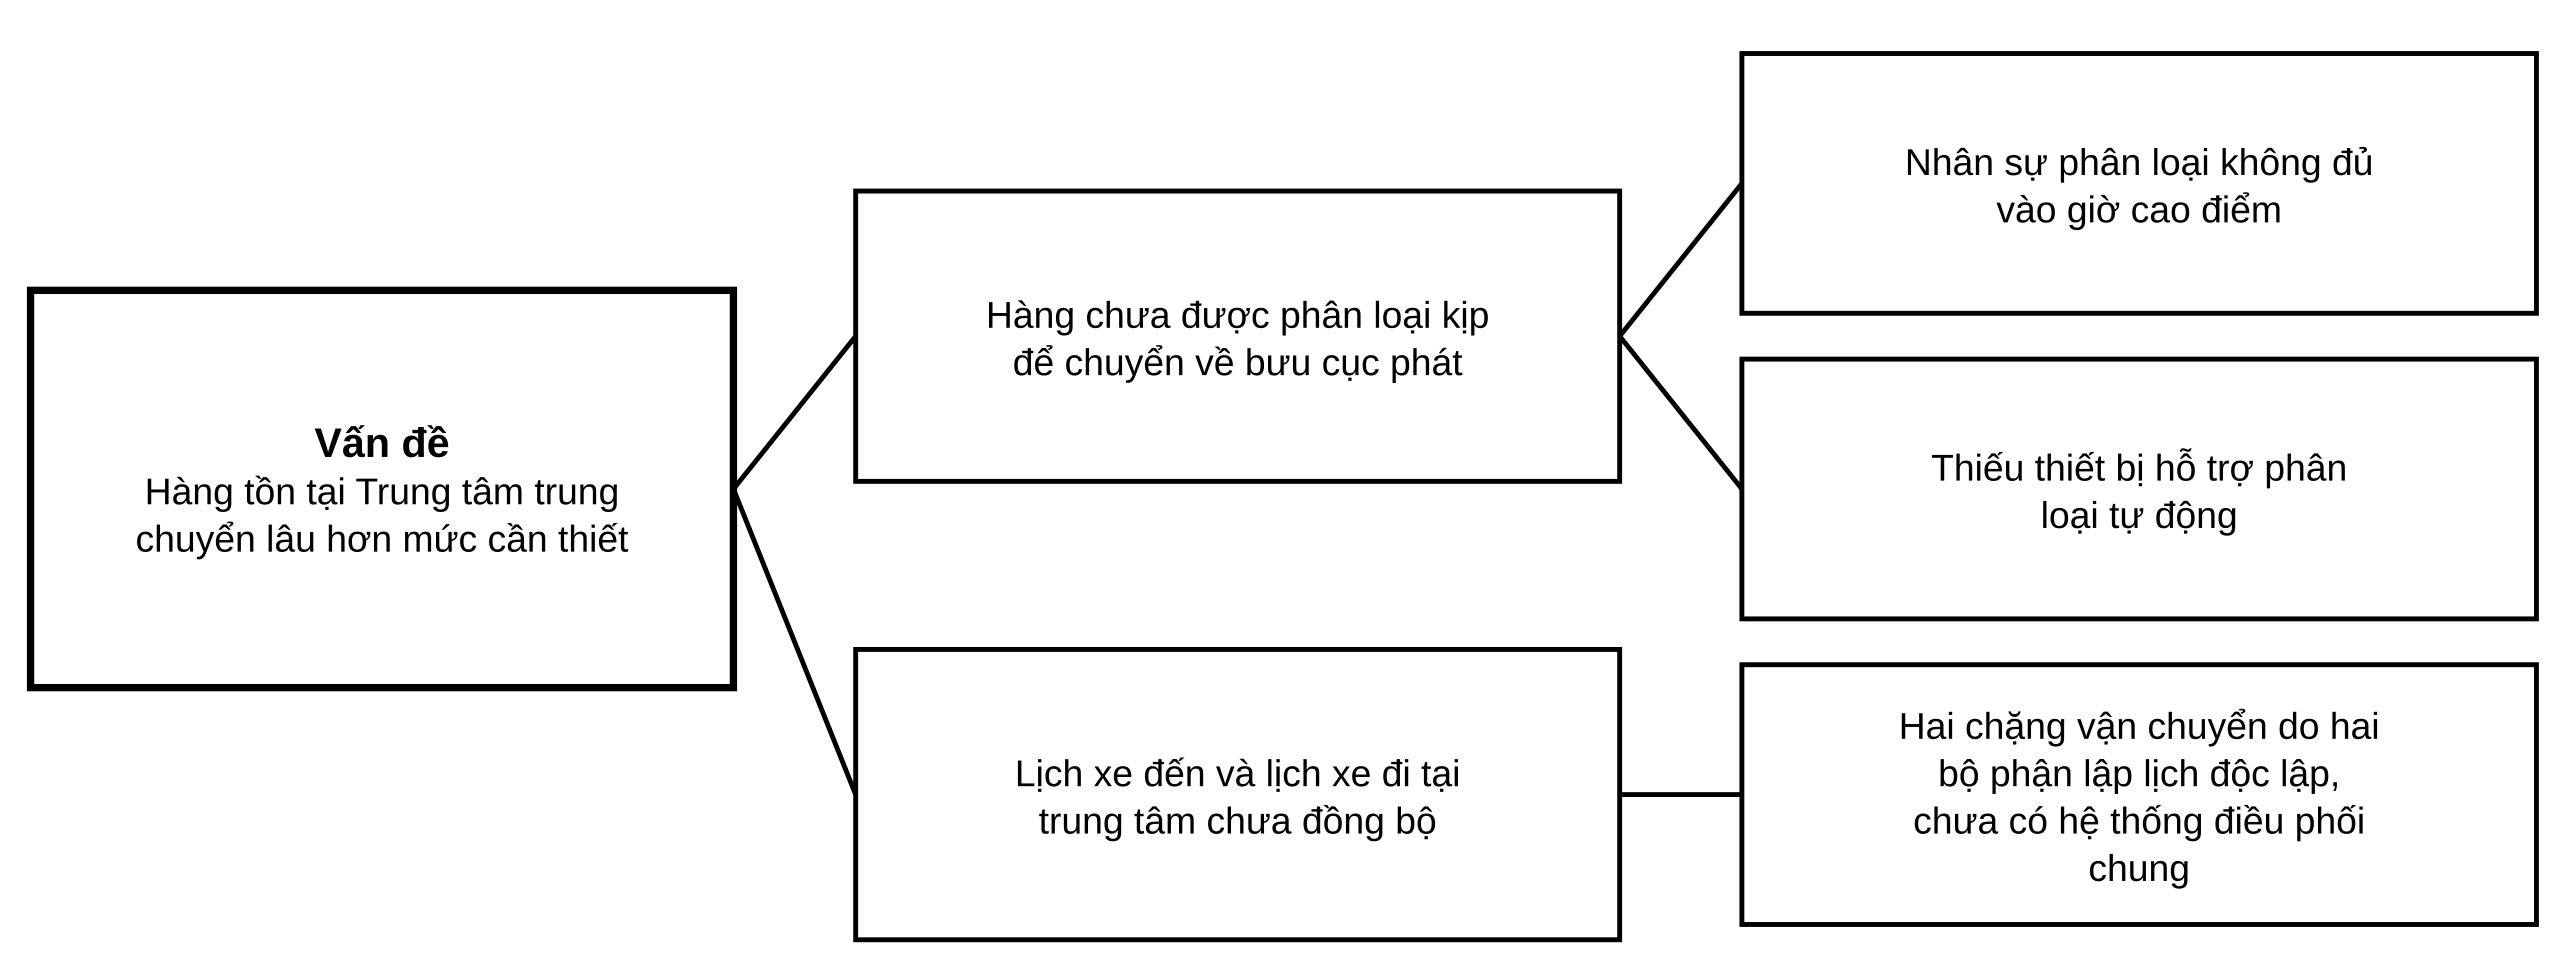 Vấn đề
Hàng tồn tại Trung tâm trung
chuyển lâu hơn mức cần thiết
Hàng chưa được phân loại kịp
để chuyển về bưu cục phát
Lịch xe đến và lịch xe đi tại
trung tâm chưa đồng bộ
Nhân sự phân loại không đủ
vào giờ cao điểm
Thiếu thiết bị hỗ trợ phân
loại tự động
Hai chặng vận chuyển do hai
bộ phận lập lịch độc lập,
chưa có hệ thống điều phối
chung